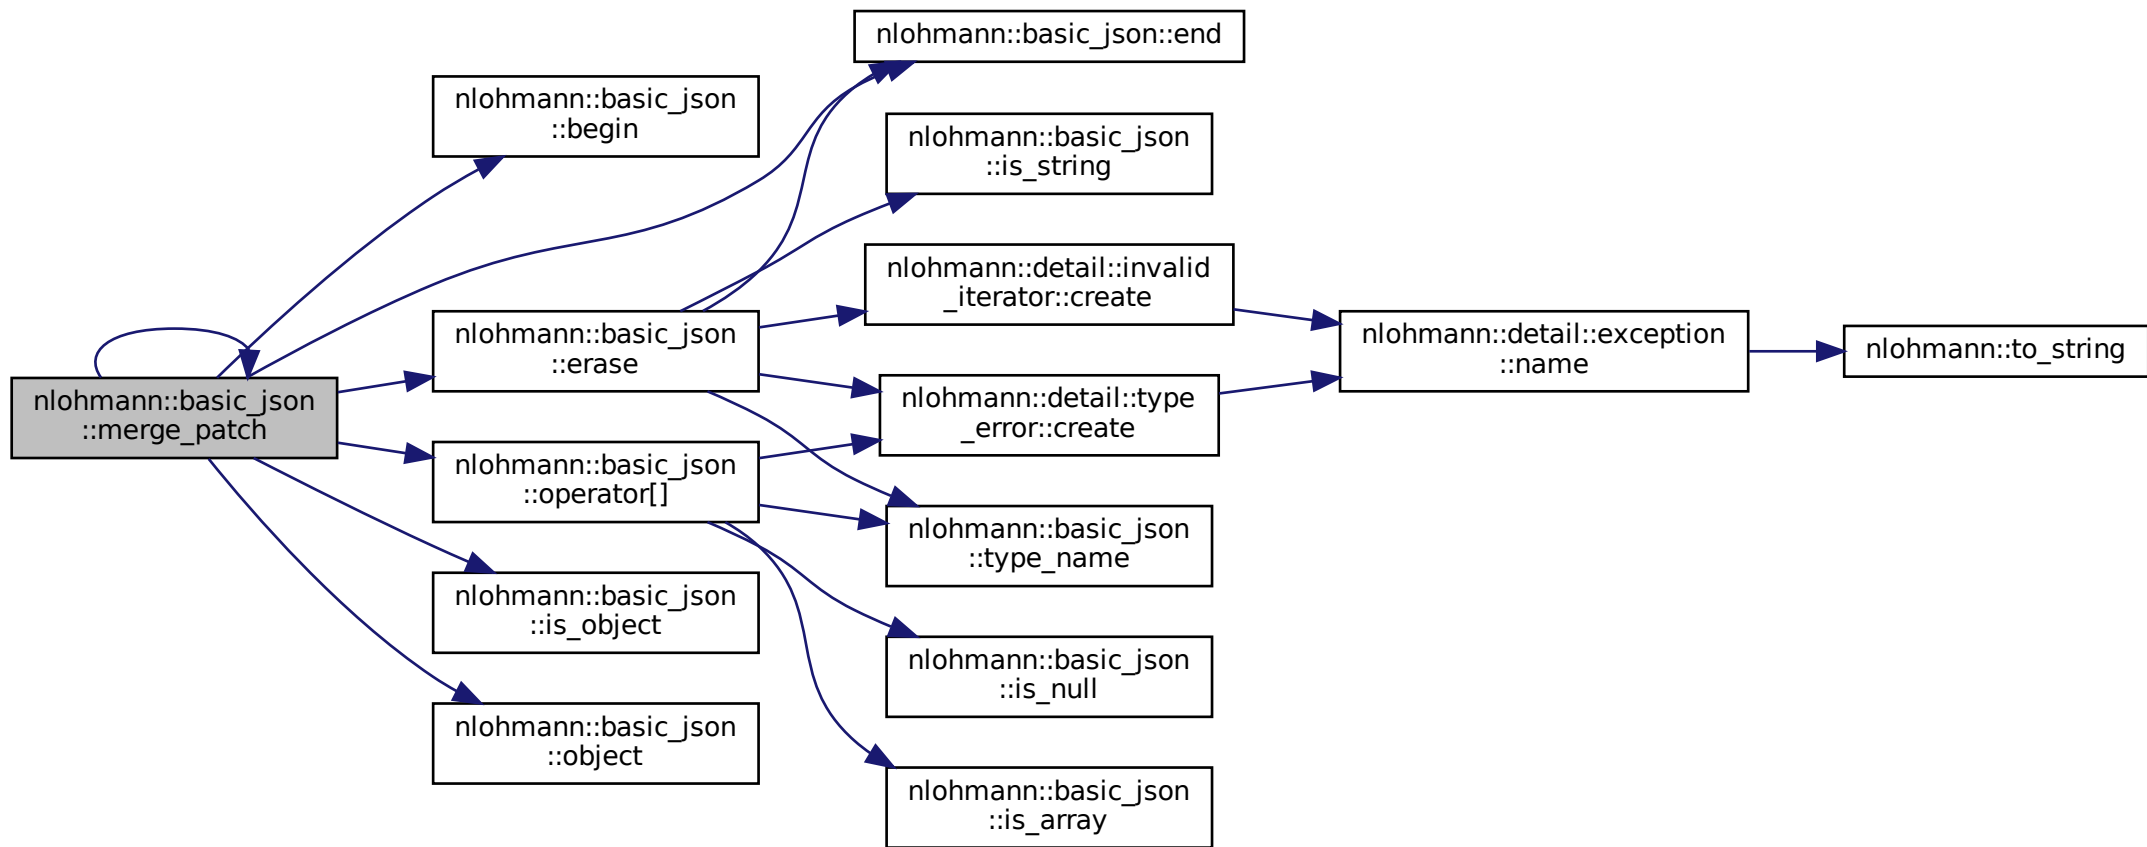 nlohmann::basic_json
::merge_patch
nlohmann::basic_json
::begin
nlohmann::basic_json
::erase
nlohmann::basic_json
::operator[]
nlohmann::basic_json
::is_object
nlohmann::basic_json
::object
nlohmann::basic_json::end
nlohmann::basic_json
::is_string
nlohmann::detail::invalid
_iterator::create
nlohmann::detail::type
_error::create
nlohmann::basic_json
::type_name
nlohmann::basic_json
::is_null
nlohmann::basic_json
::is_array
nlohmann::detail::exception
::name
nlohmann::to_string